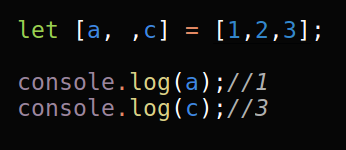 let [a, ,c] = [1,2,3];
console.log(a);//1
console.log(c);//3